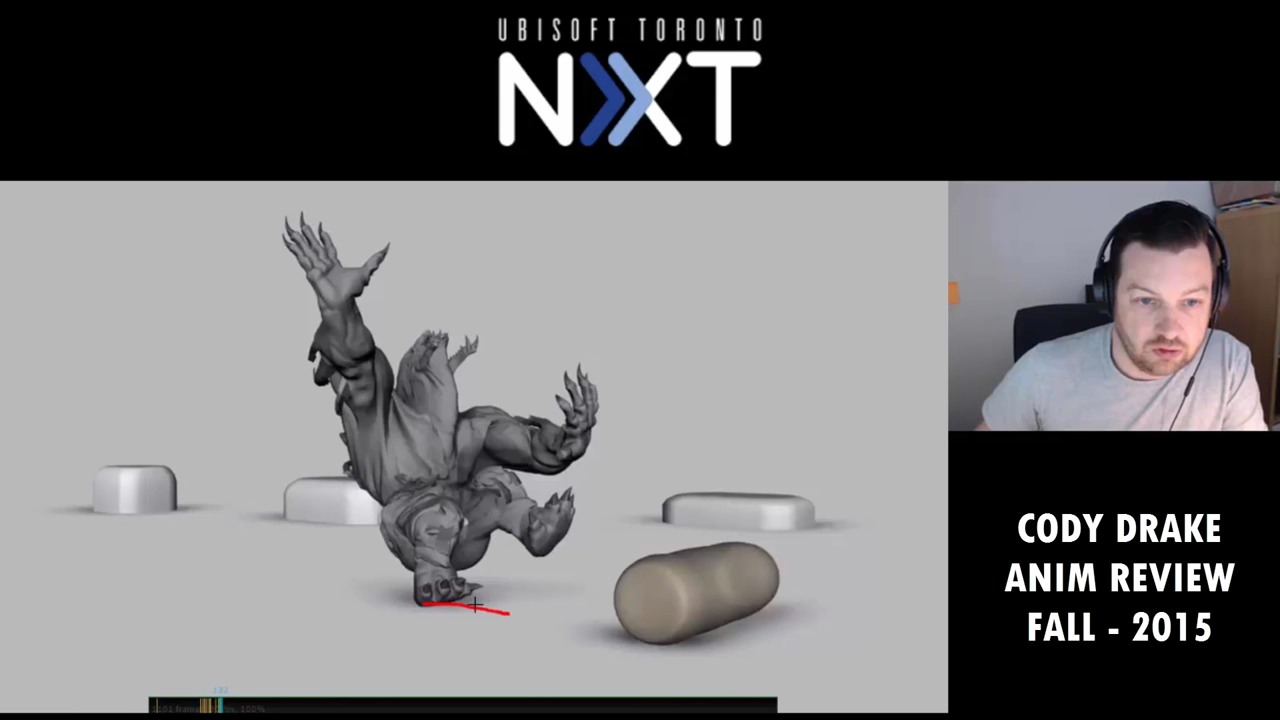 UBISOFT TORONTO
NXT
CODY DRAKE
ANIM REVIEW
FALL - 2015